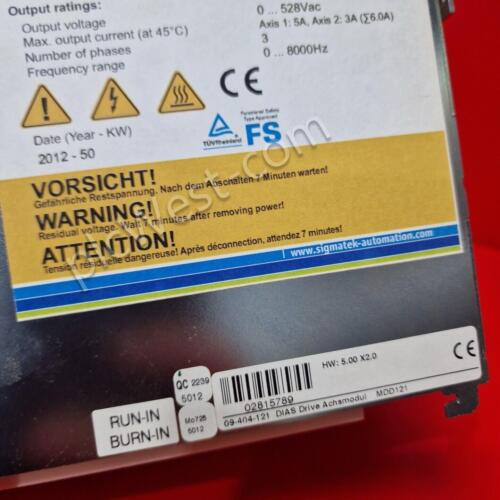 Output ratings:
Output voltage 0 ... 528Vac
Max. output current (at 45°C) Axis 1: 5A, Axis 2: 3A (∑6.0A)
Number of phases 3
Frequency range 0 ... 8000Hz
CE
Date (Year - KW)
2012 - 50
TÜVRheinland
Functional Safety
Type Approved
FS
VORSICHT!
Gefährliche Restspannung. Nach dem Abschalten 7 Minuten warten!
WARNING!
Residual voltage. Wait 7 minutes after removing power!
ATTENTION!
Tension résiduelle dangereuse! Après déconnection, attendez 7 minutes!
www.sigmatek-automation.com
RUN-IN
BURN-IN
QC 2239
5012
Mo725
5012
HW: 5.00 X2.0
CE
02815789
09-404-121 DIAS Drive Achsmodul MDD121